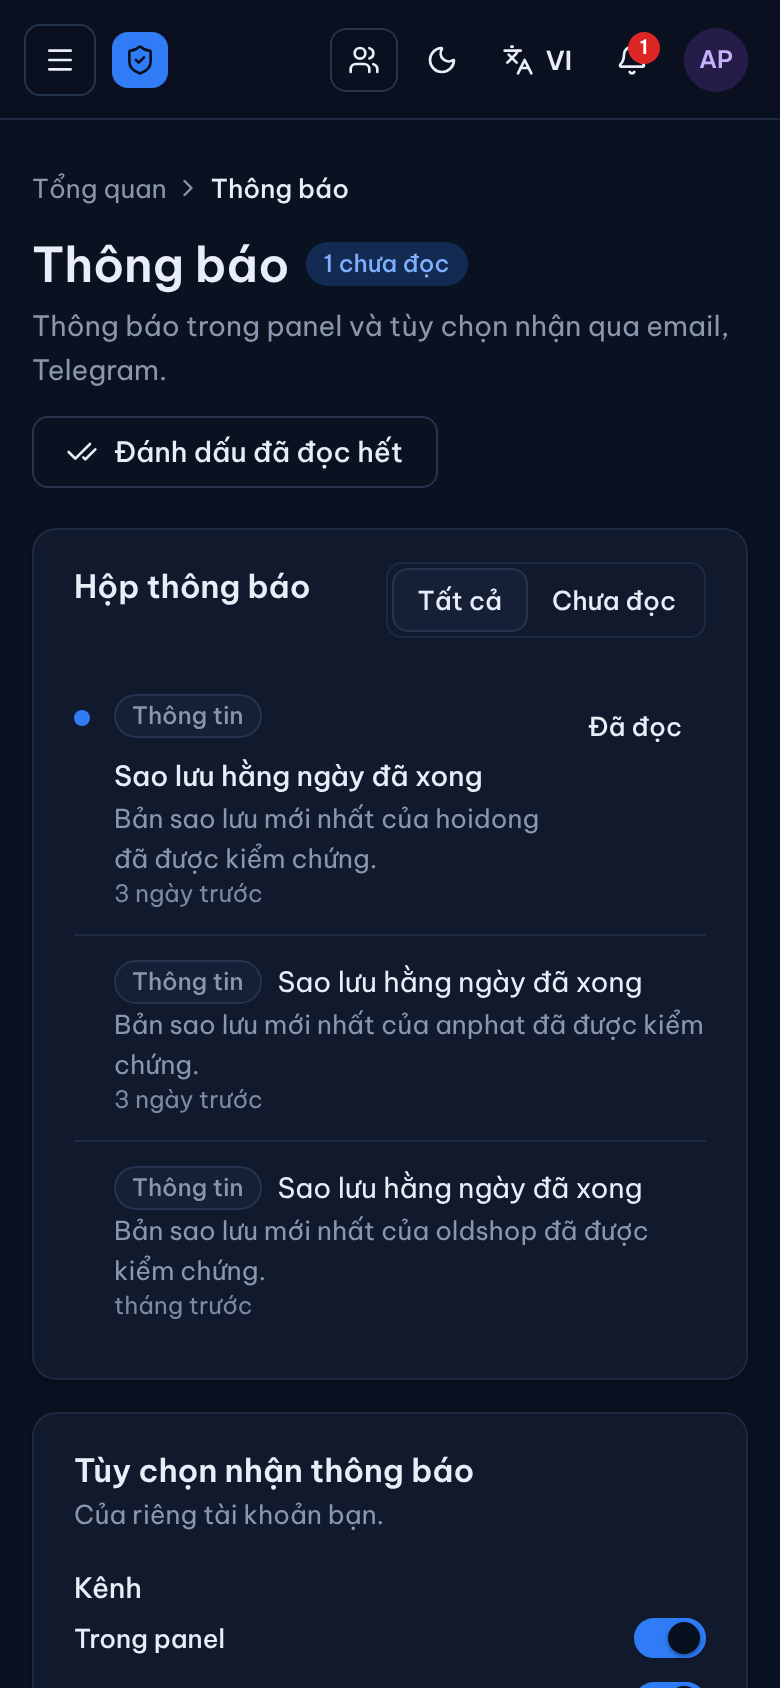 VI
1
AP
Tổng quan > Thông báo
Thông báo 1 chưa đọc
Thông báo trong panel và tùy chọn nhận qua email,
Telegram.
Đánh dấu đã đọc hết
Hộp thông báo
Tất cả Chưa đọc
Thông tin
Đã đọc
Sao lưu hằng ngày đã xong
Bản sao lưu mới nhất của hoidong
đã được kiểm chứng.
3 ngày trước
Thông tin Sao lưu hằng ngày đã xong
Bản sao lưu mới nhất của anphat đã được kiểm
chứng.
3 ngày trước
Thông tin Sao lưu hằng ngày đã xong
Bản sao lưu mới nhất của oldshop đã được
kiểm chứng.
tháng trước
Tùy chọn nhận thông báo
Của riêng tài khoản bạn.
Kênh
Trong panel